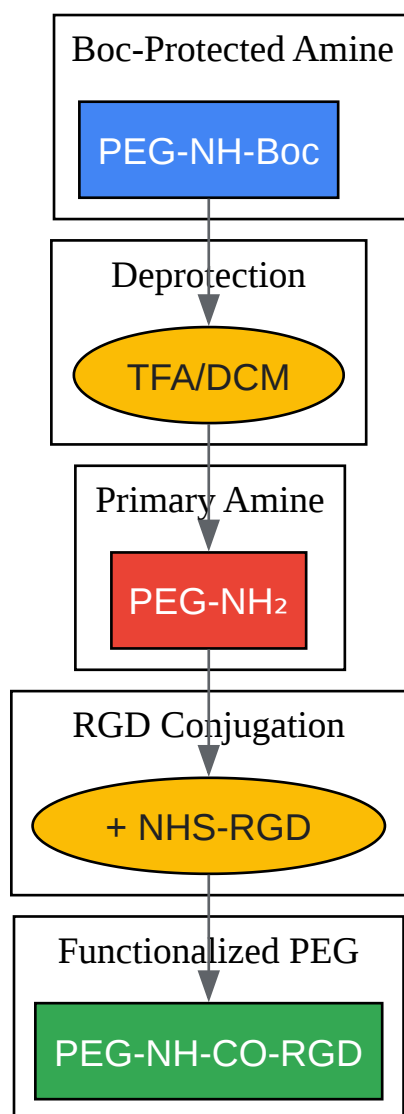 Boc-Protected Amine
PEG-NH-Boc
Deprotection
TFA/DCM
Primary Amine
PEG-NH₂
RGD Conjugation
+ NHS-RGD
Functionalized PEG
PEG-NH-CO-RGD